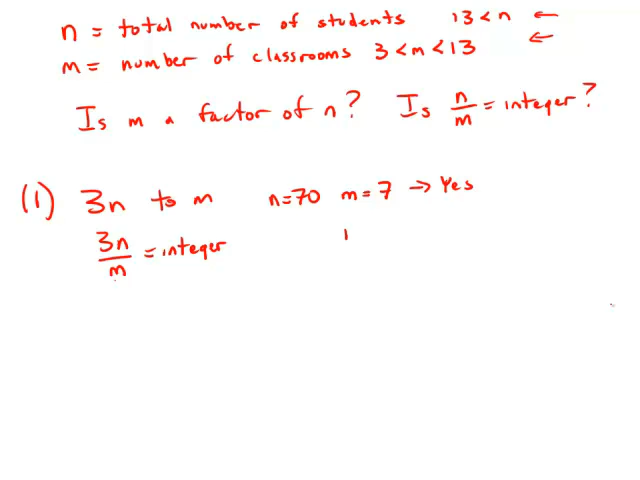 n = total number of students 13 < n ←
m = number of classrooms 3 < m < 13 ←
Is m a factor of n? Is n/m = integer?
(1) 3n to m n=70 m=7 → Yes
3n/m = integer